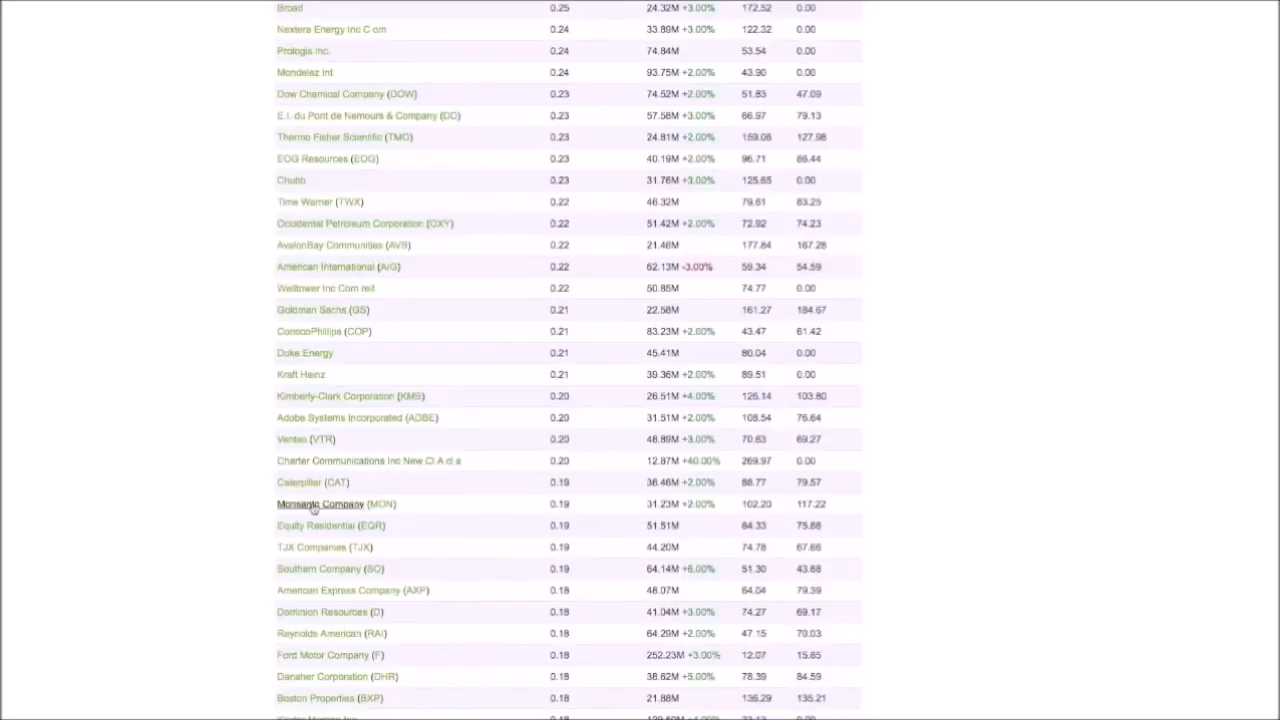 Broad 0.25 24.32M +3.00% 172.52 0.00
Nextera Energy Inc C om 0.24 33.89M +3.00% 122.32 0.00
Prologis Inc. 0.24 74.84M 53.54 0.00
Mondelez Int 0.24 93.75M +2.00% 43.90 0.00
Dow Chemical Company (DOW) 0.23 74.52M +2.00% 51.83 47.09
E.I. du Pont de Nemours & Company (DD) 0.23 57.58M +3.00% 66.97 79.13
Thermo Fisher Scientific (TMO) 0.23 24.81M +2.00% 159.06 127.98
EOG Resources (EOG) 0.23 40.19M +2.00% 96.71 86.44
Chubb 0.23 31.76M +3.00% 125.65 0.00
Time Warner (TWX) 0.22 46.32M 79.61 83.25
Occidental Petroleum Corporation (OXY) 0.22 51.42M +2.00% 72.92 74.23
AvalonBay Communities (AVB) 0.22 21.46M 177.84 167.28
American International (AIG) 0.22 62.13M -3.00% 59.34 54.59
Welltower Inc Com reit 0.22 50.85M 74.77 0.00
Goldman Sachs (GS) 0.21 22.58M 161.27 184.67
ConocoPhillips (COP) 0.21 83.23M +2.00% 43.47 61.42
Duke Energy 0.21 45.41M 80.04 0.00
Kraft Heinz 0.21 39.36M +2.00% 89.51 0.00
Kimberly-Clark Corporation (KMB) 0.20 26.51M +4.00% 126.14 103.80
Adobe Systems Incorporated (ADBE) 0.20 31.51M +2.00% 108.54 76.64
Ventas (VTR) 0.20 48.89M +3.00% 70.63 69.27
Charter Communications Inc New Cl A cl a 0.20 12.87M +40.00% 269.97 0.00
Caterpillar (CAT) 0.19 36.46M +2.00% 88.77 79.57
Monsanto Company (MON) 0.19 31.23M +2.00% 102.20 117.22
Equity Residential (EQR) 0.19 51.51M 64.33 75.66
TJX Companies (TJX) 0.19 44.20M 74.78 67.66
Southern Company (SO) 0.19 64.14M +6.00% 51.30 43.68
American Express Company (AXP) 0.18 48.07M 64.04 79.39
Dominion Resources (D) 0.18 41.04M +3.00% 74.27 69.17
Reynolds American (RAI) 0.18 64.29M +2.00% 47.15 70.03
Ford Motor Company (F) 0.18 252.23M +3.00% 12.07 15.85
Danaher Corporation (DHR) 0.18 38.62M +5.00% 78.39 84.59
Boston Properties (BXP) 0.18 21.88M 136.29 135.21